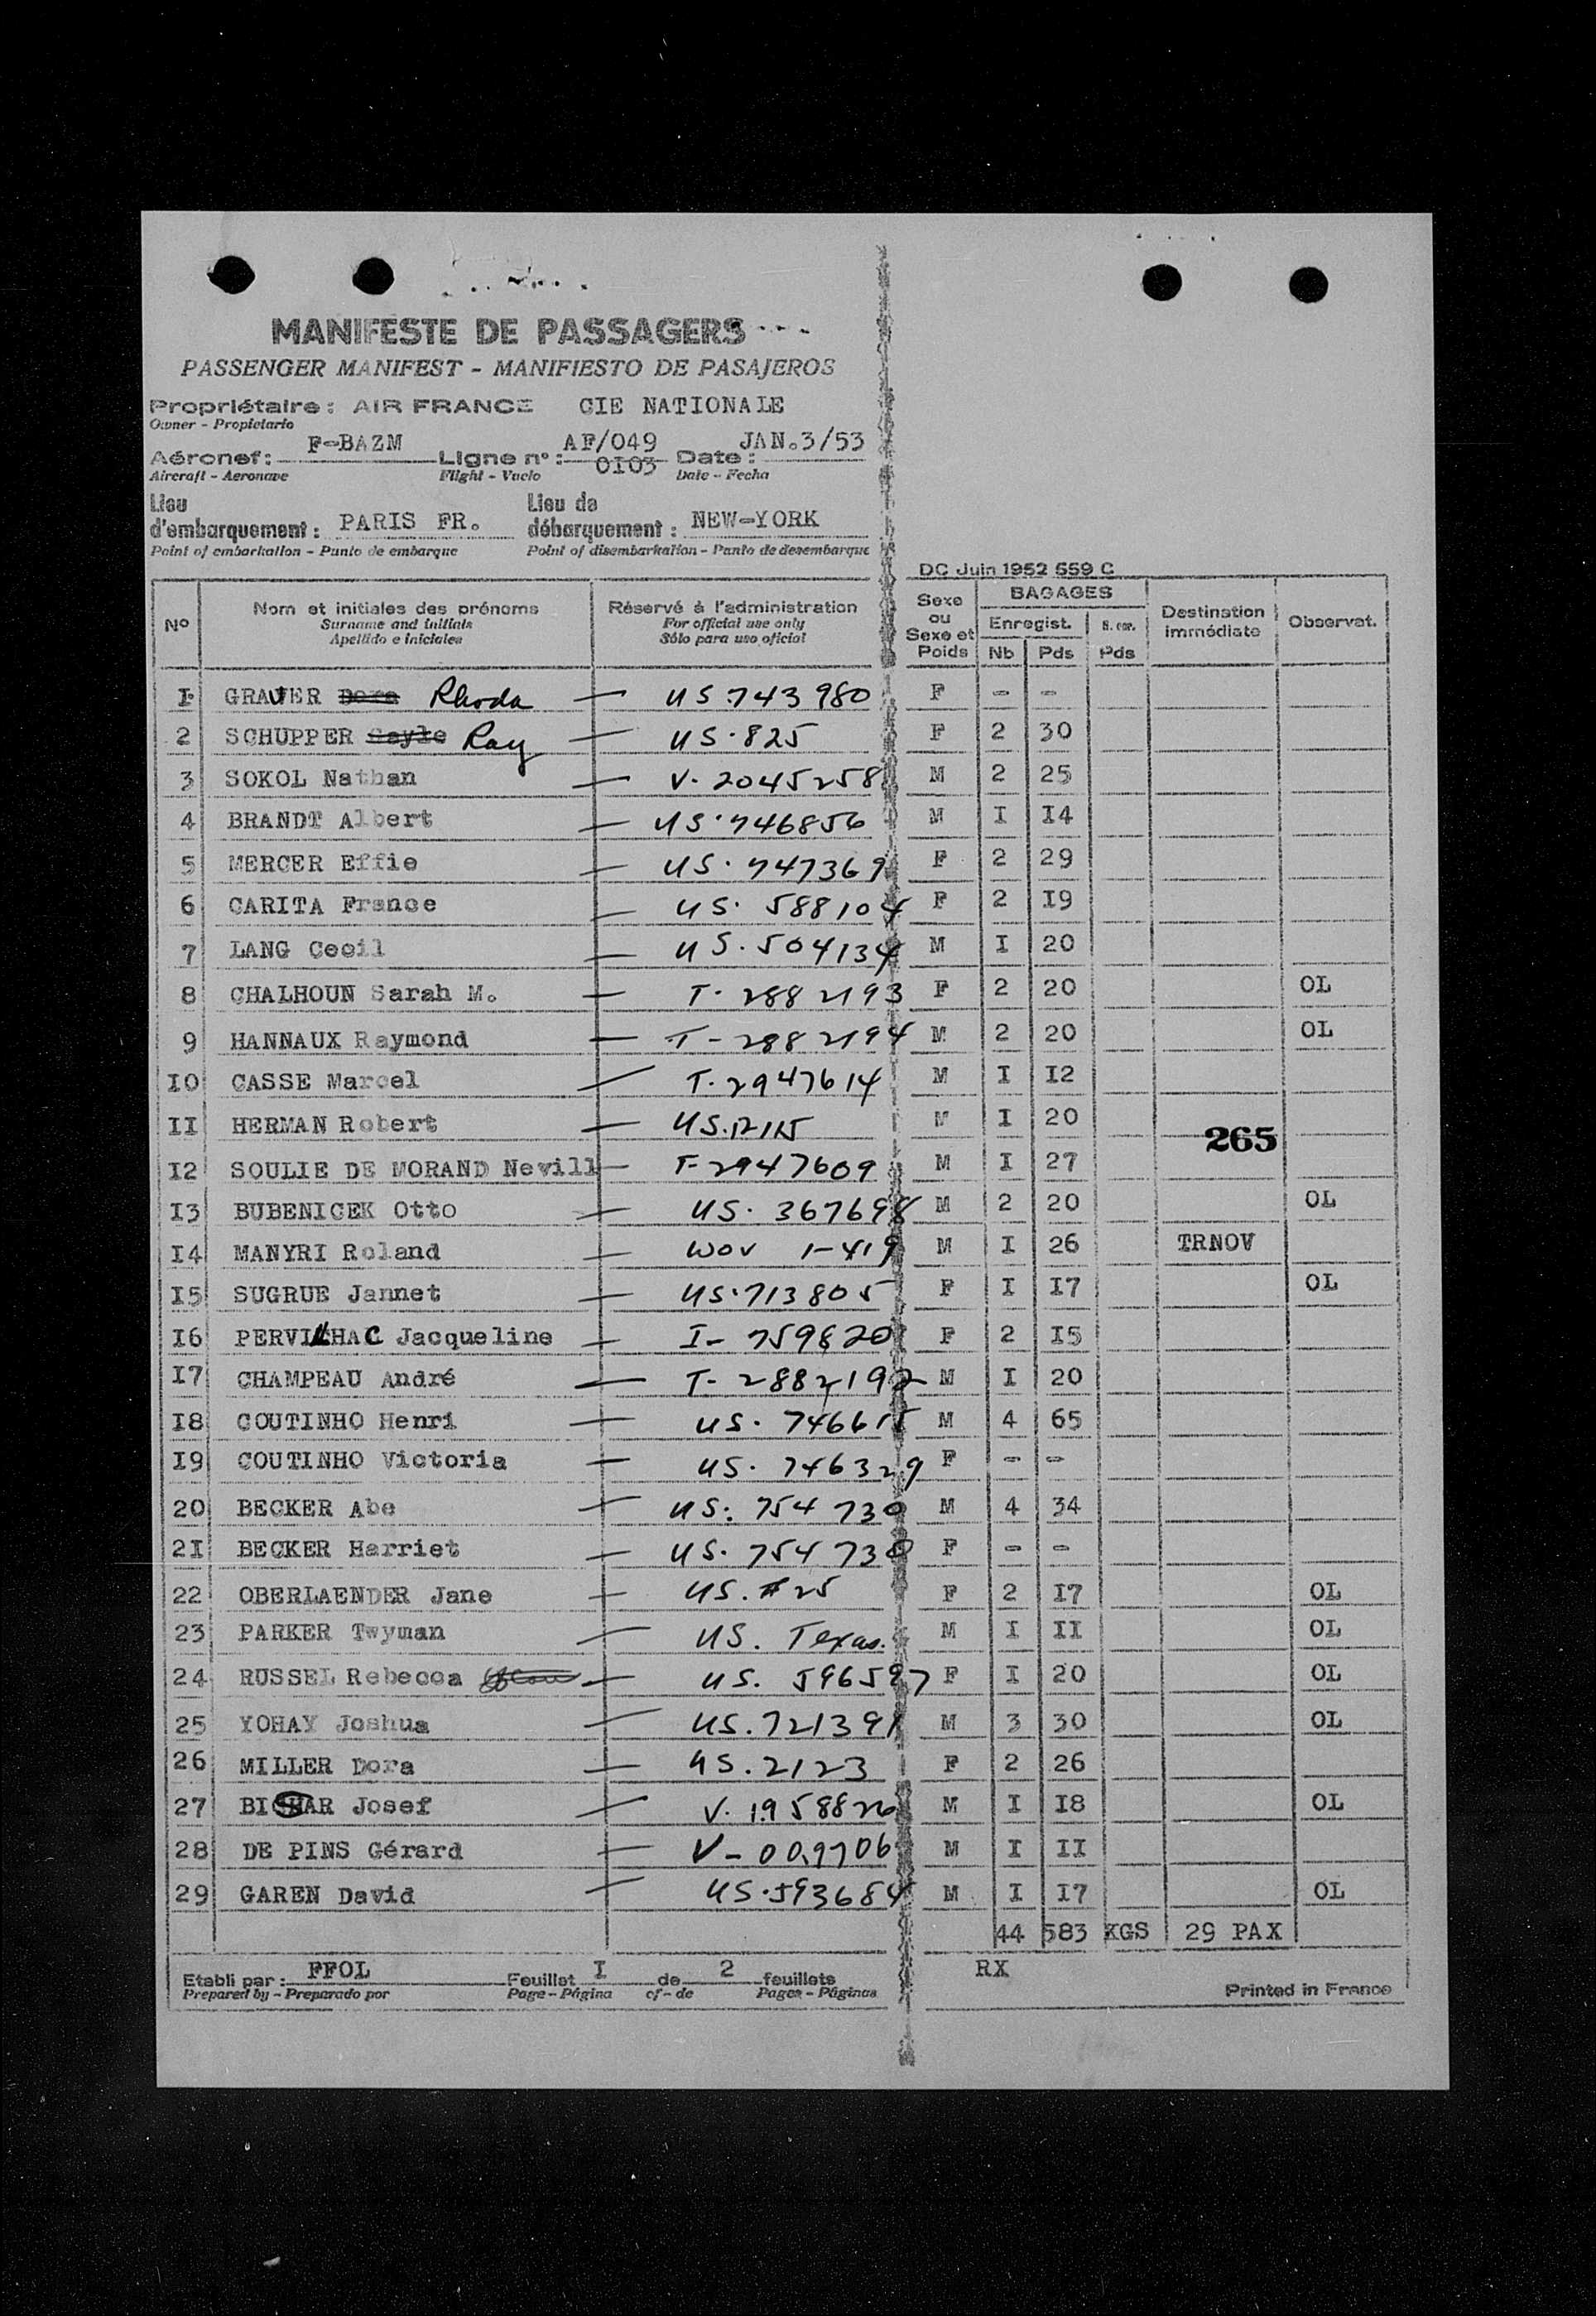 MANIFESTE DE PASSAGERS
PASSENGER MANIFEST - MANIFIESTO DE PASAJEROS
Propriétaire : AIR FRANCE CIE NATIONALE
Owner - Propietario
Aéronef : F-BAZM Ligne n° : AF/049 0I03 Date : JAN.3/53
Aircraft - Aeronave Flight - Vuelo Date - Fecha
Lieu d'embarquement : PARIS FR. Lieu de débarquement : NEW-YORK
Point of embarkation - Punto de embarque Point of disembarkation - Punto de desembarque
DC Juin 1952 659 C
N° Nom et initiales des prénoms Réservé à l'administration Sexe ou Sexe et Poids BAGAGES Destination immédiate Observat.
Surname and initials For official use only Enregist.
Apellido e iniciales Sólo para uso oficial Nb Pds Pds
I GRAUER Dora Rhoda — US.743980 F - -
2 SCHUPPER Gayle Ray — US.825 F 2 30
3 SOKOL Nathan — V-2045258 M 2 25
4 BRANDT Albert — US.746856 M I I4
5 MERCER Effie — US.747369 F 2 29
6 CARITA France — US. 588104 F 2 I9
7 LANG Cecil — US.504134 M I 20
8 CHALHOUN Sarah M. — T-2882193 F 2 20 OL
9 HANNAUX Raymond — T-2882194 M 2 20 OL
IO CASSE Marcel — T-2947614 M I I2
II HERMAN Robert — M I 20
265
I2 SOULIE DE MORAND Nevill — T-2947609 M I 27
I3 BUBENICEK Otto — US. 367698 M 2 20 OL
I4 MANYRI Roland — WOV 1-419 M I 26 TRNOV
I5 SUGRUE Jannet — US.713805 F I I7 OL
I6 PERVILHAC Jacqueline — I-759820 F 2 I5
I7 CHAMPEAU André — T-2882192 M I 20
I8 COUTINHO Henri — US. 746615 M 4 65
I9 COUTINHO Victoria — US. 746329 F - -
20 BECKER Abe — US. 754730 M 4 34
2I BECKER Harriet — US. 754730 F - -
22 OBERLAENDER Jane — US. #25 F 2 I7 OL
23 PARKER Twyman — US. Texas. M I II OL
24 RUSSEL Rebecca — US. 596597 F I 20 OL
25 YOHAY Joshua — US.721391 M 3 30 OL
26 MILLER Dora — US.2123 F 2 26
27 Josef — V. 1958826 M I I8 OL
28 DE PINS Gérard — V-009706 M I II
29 GAREN David — US.593684 M I I7 OL
44 583 KGS 29 PAX
Etabli par : FFOL Feuillet I de 2 feuillets RX
Prepared by - Preparado por Page - Página of - de Pages - Páginas Printed in France